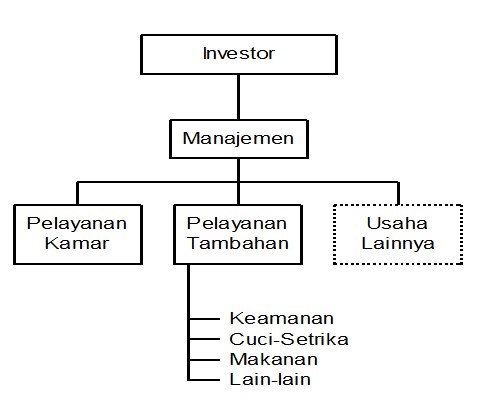 Investor
Manajemen
Pelayanan
Kamar
Pelayanan
Tambahan
Usaha
Lainnya
Keamanan
Cuci-Setrika
Makanan
Lain-lain